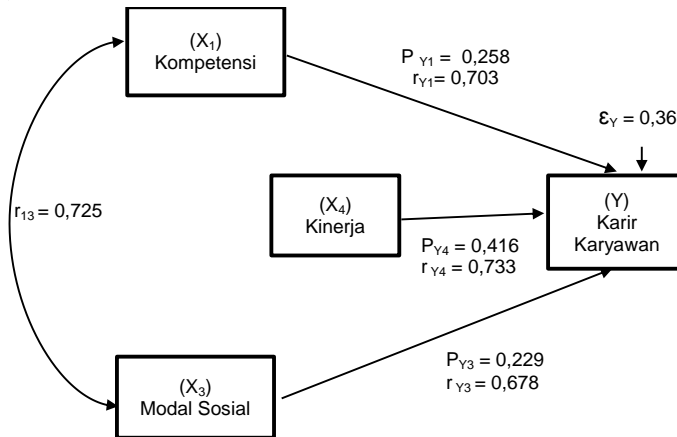 (X₁)
Kompetensi
P Y1 = 0,258
rY1= 0,703
ƐY = 0,36
r13 = 0,725
(X₄)
Kinerja
(Y)
Karir
Karyawan
PY4 = 0,416
r Y4 = 0,733
(X₃)
Modal Sosial
PY3 = 0,229
r Y3 = 0,678